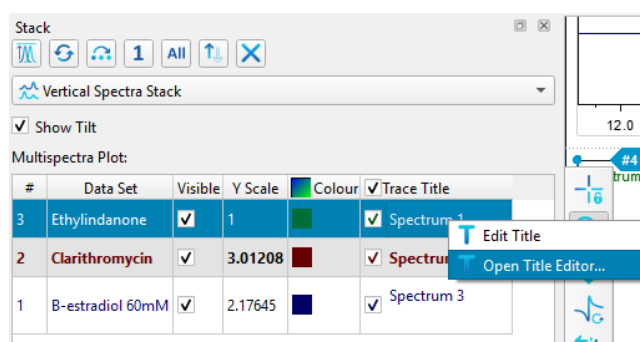 Stack
1 All
Vertical Spectra Stack
Show Tilt
12.0
Multispectra Plot:
#4
# Data Set Visible Y Scale Colour Trace Title
3 Ethylindanone 1 Spectrum 1
Edit Title
2 Clarithromycin 3.01208
Open Title Editor...
1 B-estradiol 60mM 2.17645 Spectrum 3